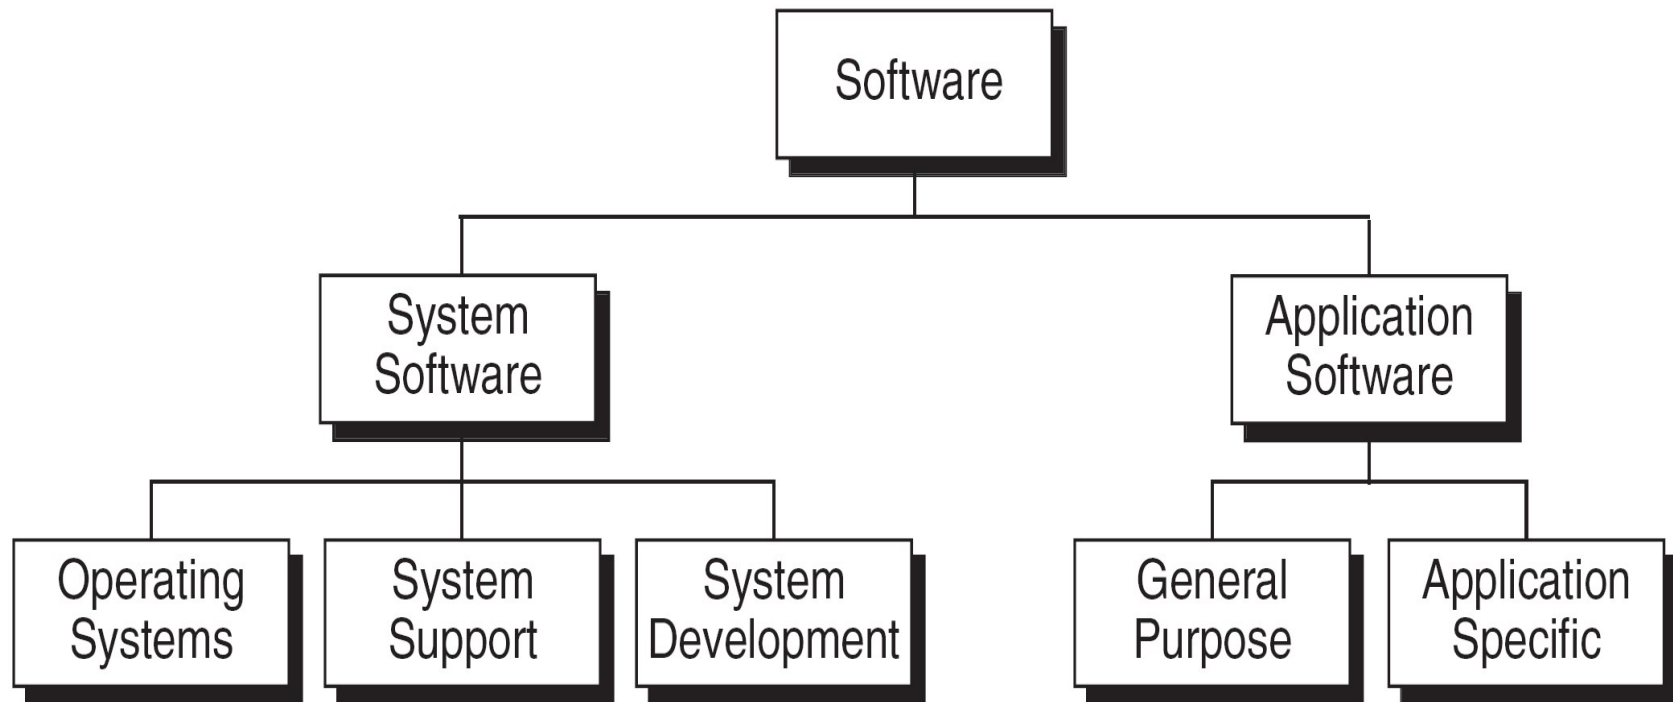 Software
System
Software
Application
Software
Operating
Systems
System
Support
System
Development
General
Purpose
Application
Specific